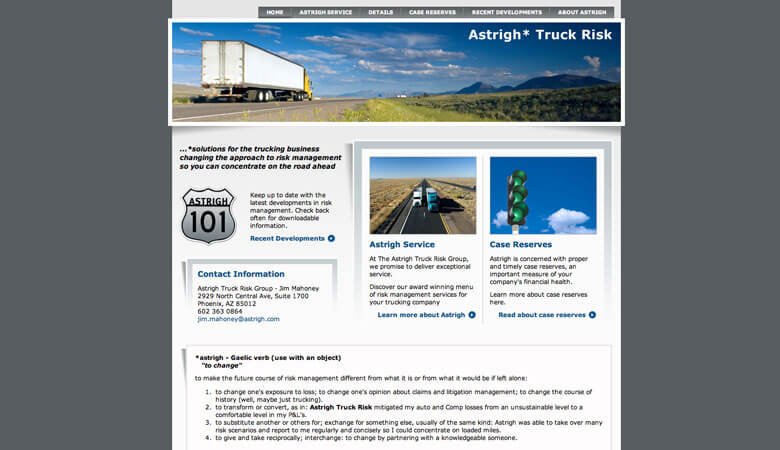 HOME ASTRIGH SERVICE DETAILS CASE RESERVES RECENT DEVELOPMENTS ABOUT ASTRIGH
Astrigh* Truck Risk
...*solutions for the trucking business
changing the approach to risk management
so you can concentrate on the road ahead
ASTRIGH
101
Keep up to date with the
latest developments in risk
management. Check back
often for downloadable
information.
Recent Developments
Contact Information
Astrigh Truck Risk Group - Jim Mahoney
2929 North Central Ave, Suite 1700
Phoenix, AZ 85012
602 363 0864
jim.mahoney@astrigh.com
Astrigh Service
At The Astrigh Truck Risk Group,
we promise to deliver exceptional
service.
Discover our award winning menu
of risk management services for
your trucking company
Learn more about Astrigh
Case Reserves
Astrigh is concerned with proper
and timely case reserves, an
important measure of your
company's financial health.
Learn more about case reserves
here.
Read about case reserves
*astrigh - Gaelic verb (use with an object)
"to change"
to make the future course of risk management different from what it is or from what it would be if left alone:
1. to change one's exposure to loss; to change one's opinion about claims and litigation management; to change the course of
history (well, maybe just trucking).
2. to transform or convert, as in: Astrigh Truck Risk mitigated my auto and Comp losses from an unsustainable level to a
comfortable level in my P&L's.
3. to substitute another or others for; exchange for something else, usually of the same kind: Astrigh was able to take over many
risk scenarios and report to me regularly and concisely so I could concentrate on loaded miles.
4. to give and take reciprocally; interchange: to change by partnering with a knowledgeable someone.